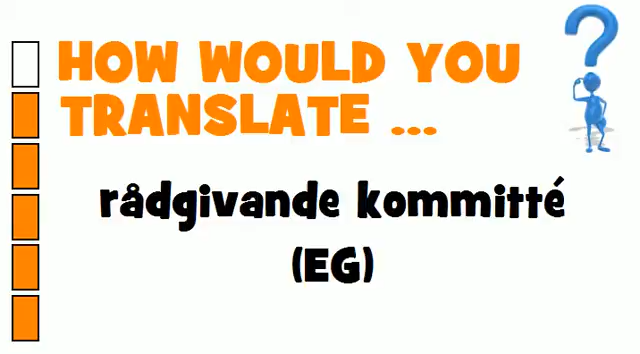 HOW WOULD YOU
TRANSLATE ...
rådgivande kommitté
(EG)